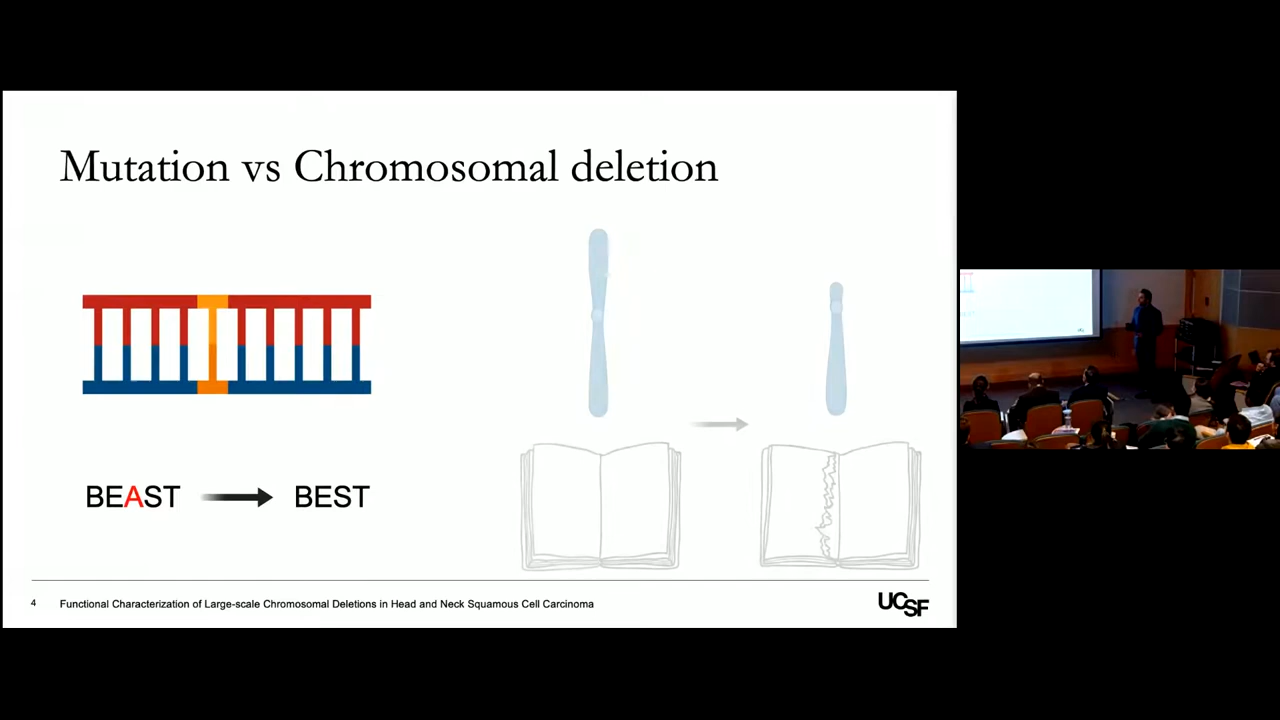 Mutation vs Chromosomal deletion
BEAST
BEST
4 Functional Characterization of Large-scale Chromosomal Deletions in Head and Neck Squamous Cell Carcinoma
UCSF